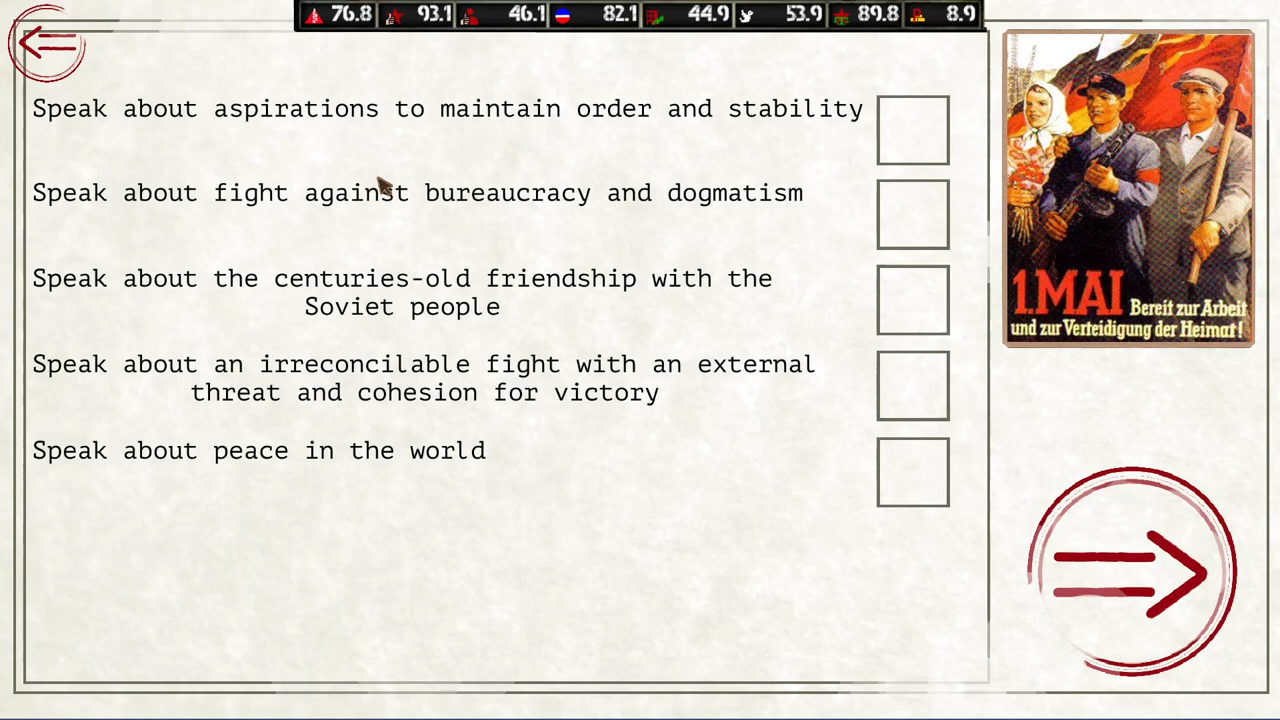 76.8 93.1 46.1 82.1 44.9 53.9 89.8 8.9
Speak about aspirations to maintain order and stability
Speak about fight against bureaucracy and dogmatism
Speak about the centuries-old friendship with the
Soviet people
Speak about an irreconcilable fight with an external
threat and cohesion for victory
Speak about peace in the world
1.MAI Bereit zur Arbeit
und zur Verteidigung der Heimat!